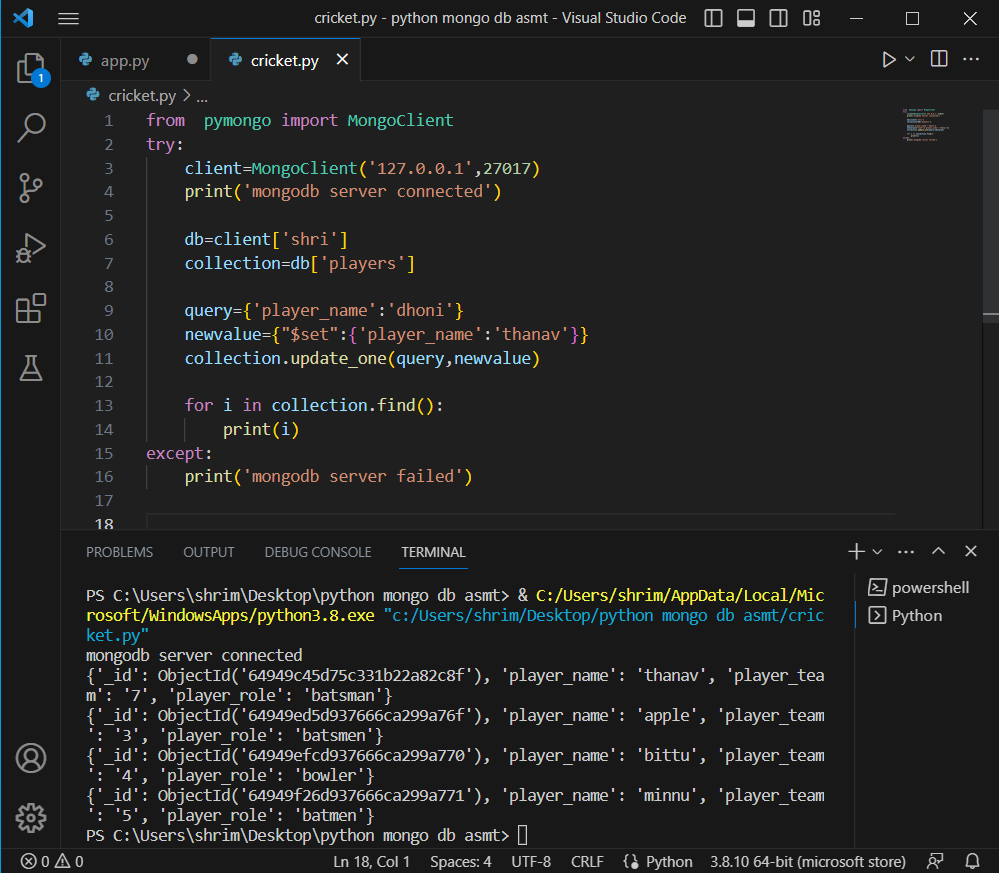 cricket.py - python mongo db asmt - Visual Studio Code
app.py
cricket.py
1
cricket.py > ...
1 from  pymongo import MongoClient
2 try:
3     client=MongoClient('127.0.0.1',27017)
4     print('mongodb server connected')
5
6     db=client['shri']
7     collection=db['players']
8
9     query={'player_name':'dhoni'}
10     newvalue={"$set":{'player_name':'thanav'}}
11     collection.update_one(query,newvalue)
12
13     for i in collection.find():
14         print(i)
15 except:
16     print('mongodb server failed')
17
18
PROBLEMS OUTPUT DEBUG CONSOLE TERMINAL
powershell
Python
PS C:\Users\shrim\Desktop\python mongo db asmt> & C:/Users/shrim/AppData/Local/Mic
rosoft/WindowsApps/python3.8.exe "c:/Users/shrim/Desktop/python mongo db asmt/cric
ket.py"
mongodb server connected
{'_id': ObjectId('64949c45d75c331b22a82c8f'), 'player_name': 'thanav', 'player_tea
m': '7', 'player_role': 'batsman'}
{'_id': ObjectId('64949ed5d937666ca299a76f'), 'player_name': 'apple', 'player_team
': '3', 'player_role': 'batsmen'}
{'_id': ObjectId('64949efcd937666ca299a770'), 'player_name': 'bittu', 'player_team
': '4', 'player_role': 'bowler'}
{'_id': ObjectId('64949f26d937666ca299a771'), 'player_name': 'minnu', 'player_team
': '5', 'player_role': 'batmen'}
PS C:\Users\shrim\Desktop\python mongo db asmt>
0 0 Ln 18, Col 1 Spaces: 4 UTF-8 CRLF Python 3.8.10 64-bit (microsoft store)